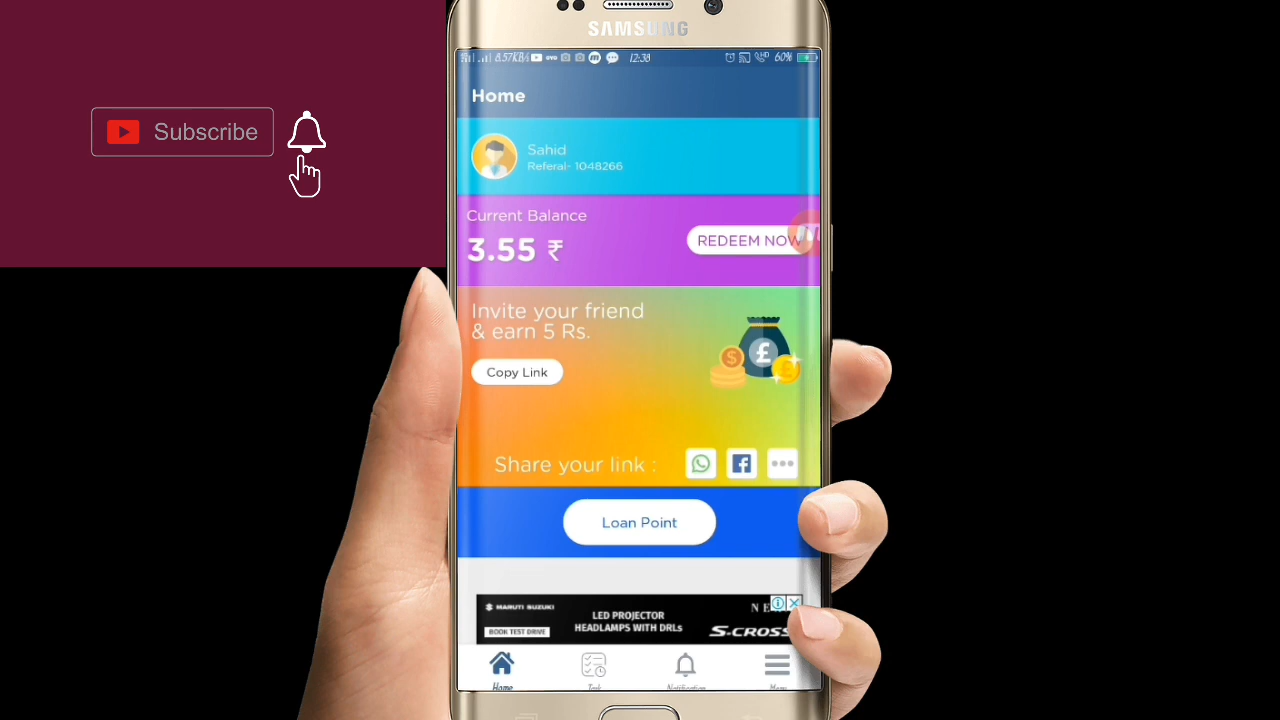 Subscribe
SAMSUNG
8.57KB/s
12:38
HD
60%
Home
Sahid
Referal- 1048266
Current Balance
3.55 ₹
REDEEM NOW
Invite your friend
& earn 5 Rs.
Copy Link
Share your link :
Loan Point
MARUTI SUZUKI
BOOK TEST DRIVE
LED PROJECTOR
HEADLAMPS WITH DRLs
S-CROSS
Home
Task
Notification
Menu